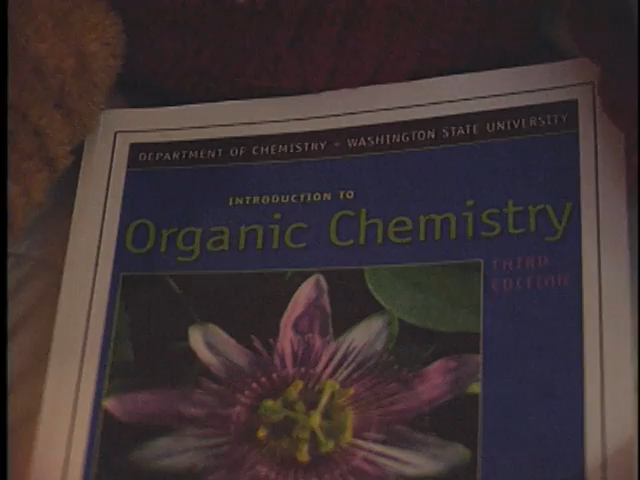 DEPARTMENT OF CHEMISTRY • WASHINGTON STATE UNIVERSITY
INTRODUCTION TO
Organic Chemistry
THIRD
EDITION